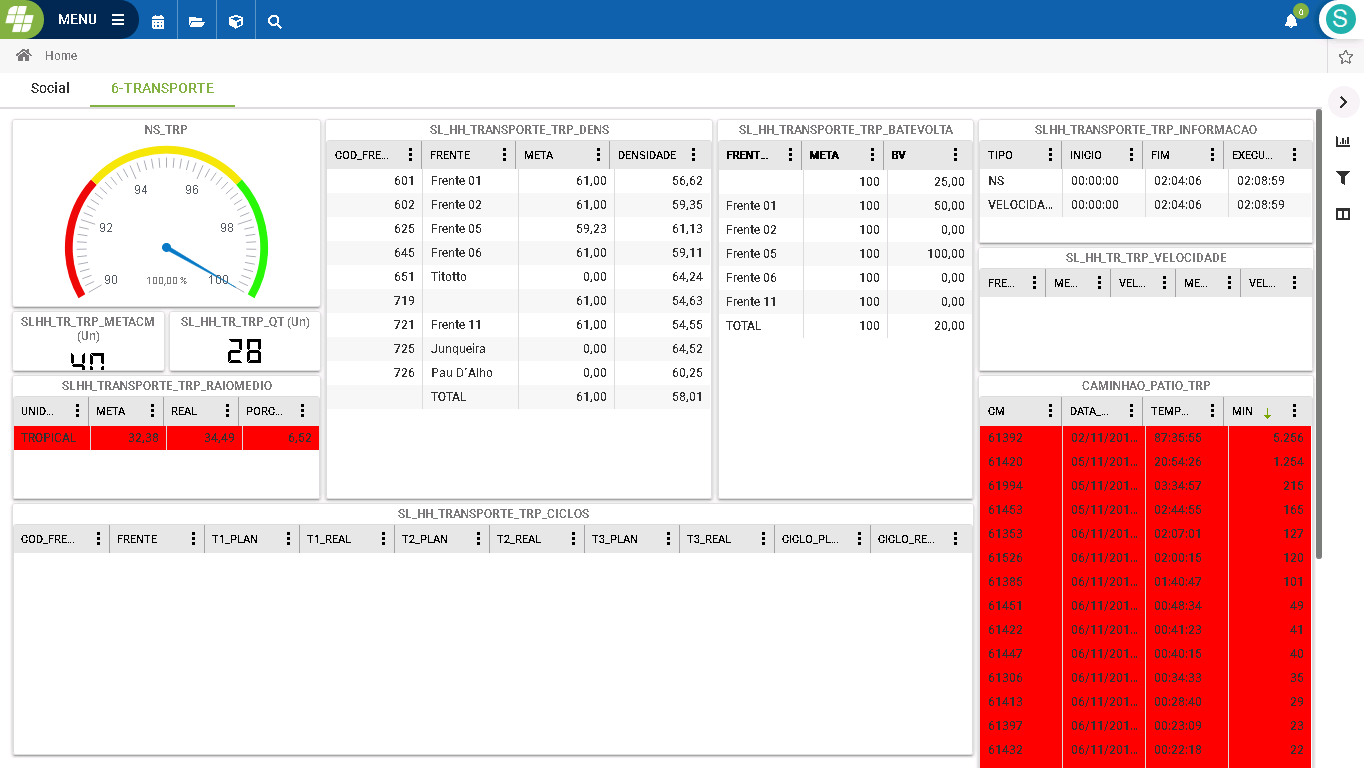 MENU
0
S
Home
Social 6-TRANSPORTE
NS_TRP
90 92 94 96 98 100
100,00 %
SLHH_TR_TRP_METACM
(Un)
40
SL_HH_TR_TRP_QT (Un)
28
SLHH_TRANSPORTE_TRP_RAIOMEDIO
UNID... META REAL PORC...
TROPICAL 32,38 34,49 6,52
SL_HH_TRANSPORTE_TRP_DENS
COD_FRE... FRENTE META DENSIDADE
601 Frente 01 61,00 56,62
602 Frente 02 61,00 59,35
625 Frente 05 59,23 61,13
645 Frente 06 61,00 59,11
651 Titotto 0,00 64,24
719 61,00 54,63
721 Frente 11 61,00 54,55
725 Junqueira 0,00 64,52
726 Pau D´Alho 0,00 60,25
TOTAL 61,00 58,01
SL_HH_TRANSPORTE_TRP_BATEVOLTA
FRENT... META BV
100 25,00
Frente 01 100 50,00
Frente 02 100 0,00
Frente 05 100 100,00
Frente 06 100 0,00
Frente 11 100 0,00
TOTAL 100 20,00
SLHH_TRANSPORTE_TRP_INFORMACAO
TIPO INICIO FIM EXECU...
NS 00:00:00 02:04:06 02:08:59
VELOCIDA... 00:00:00 02:04:06 02:08:59
SL_HH_TR_TRP_VELOCIDADE
FRE... ME... VEL... ME... VEL...
SL_HH_TRANSPORTE_TRP_CICLOS
COD_FRE... FRENTE T1_PLAN T1_REAL T2_PLAN T2_REAL T3_PLAN T3_REAL CICLO_PL... CICLO_RE...
CAMINHAO_PATIO_TRP
CM DATA_... TEMP... MIN
61392 02/11/201... 87:36:55 5.256
61420 05/11/201... 20:54:26 1.254
61394 05/11/201... 03:34:57 215
61453 05/11/201... 02:44:55 165
61353 06/11/201... 02:07:01 127
61526 06/11/201... 02:00:15 120
61385 06/11/201... 01:40:47 101
61451 06/11/201... 00:48:34 49
61422 06/11/201... 00:41:23 41
61447 06/11/201... 00:40:15 40
61306 06/11/201... 00:34:33 35
61413 06/11/201... 00:28:40 29
61397 06/11/201... 00:23:09 23
61432 06/11/201... 00:22:18 22